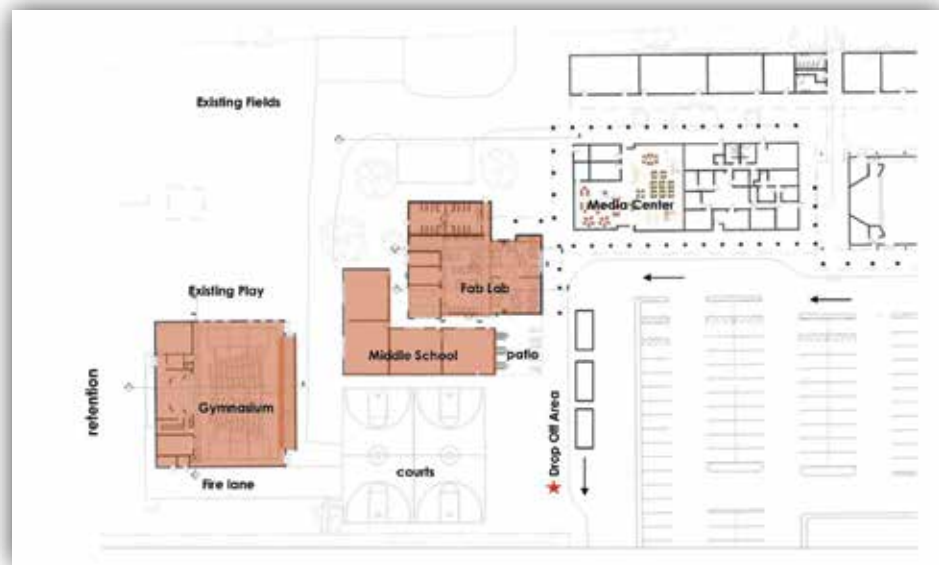 Existing Fields
Media Center
Fab Lab
Existing Play
Middle School
patio
retention
Gymnasium
Drop Off Area
courts
Fire lane